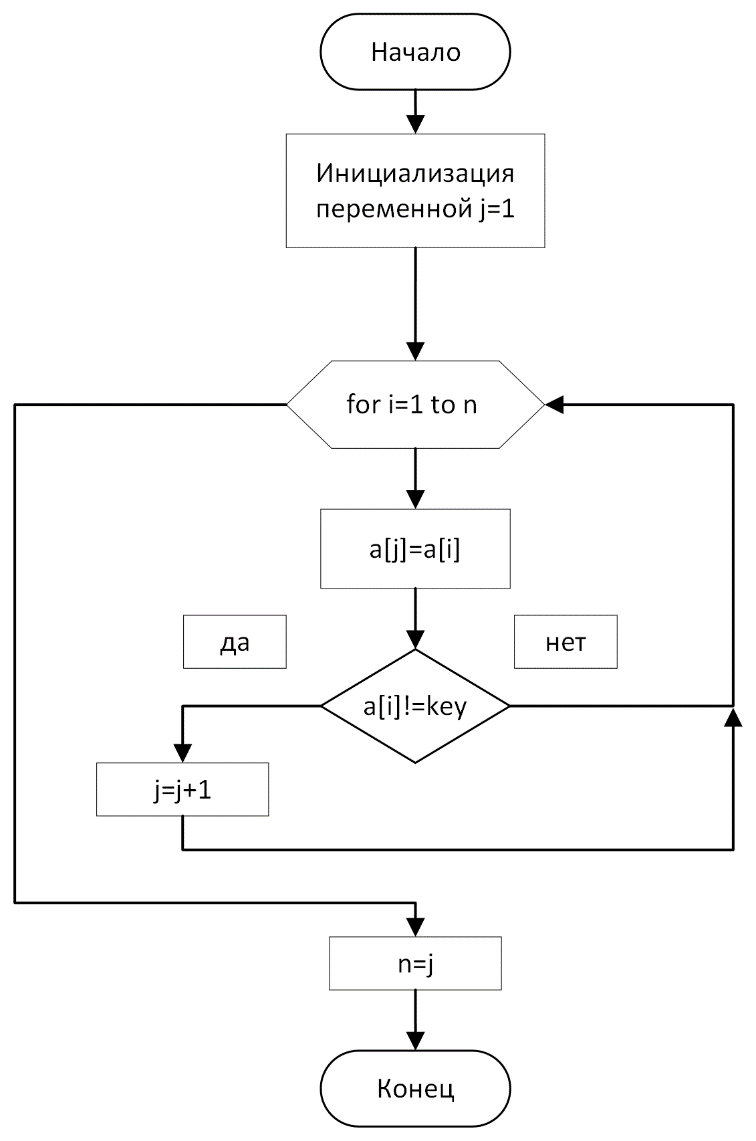 Начало
Инициализация
переменной j=1
for i=1 to n
a[j]=a[i]
да
нет
a[i]!=key
j=j+1
n=j
Конец